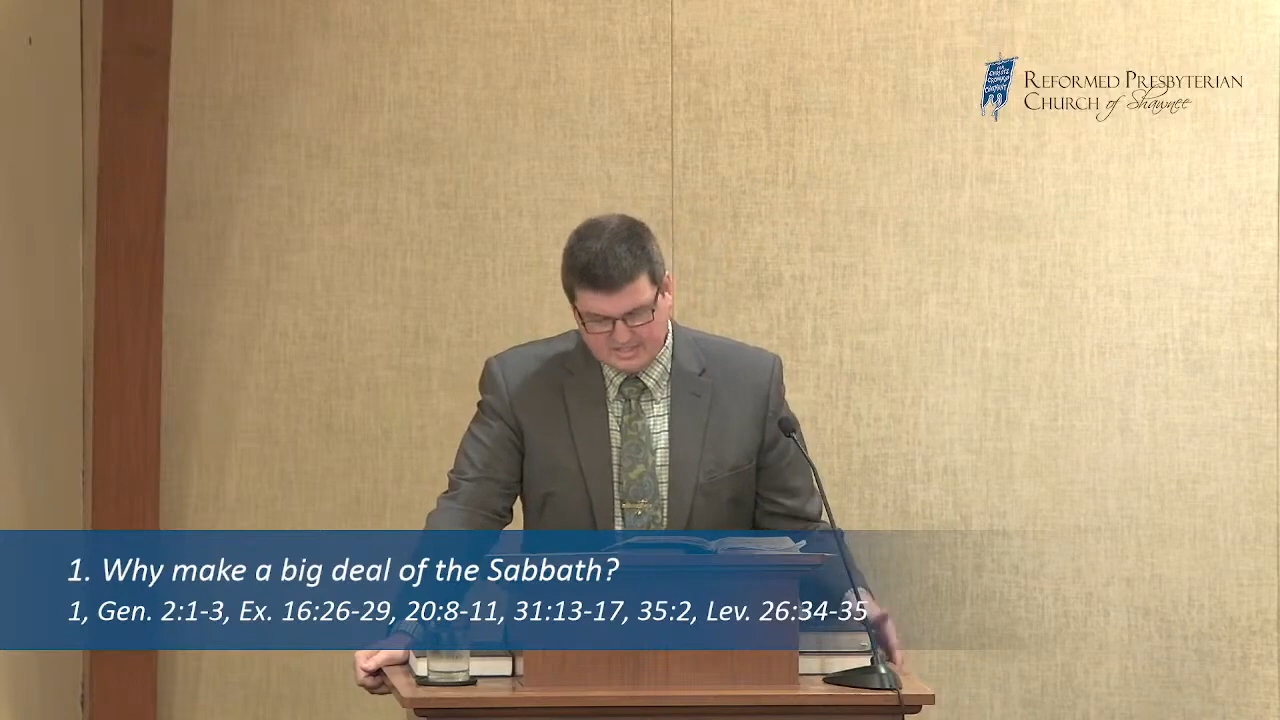 REFORMED PRESBYTERIAN
CHURCH of Shawnee
1. Why make a big deal of the Sabbath?
1, Gen. 2:1-3, Ex. 16:26-29, 20:8-11, 31:13-17, 35:2, Lev. 26:34-35